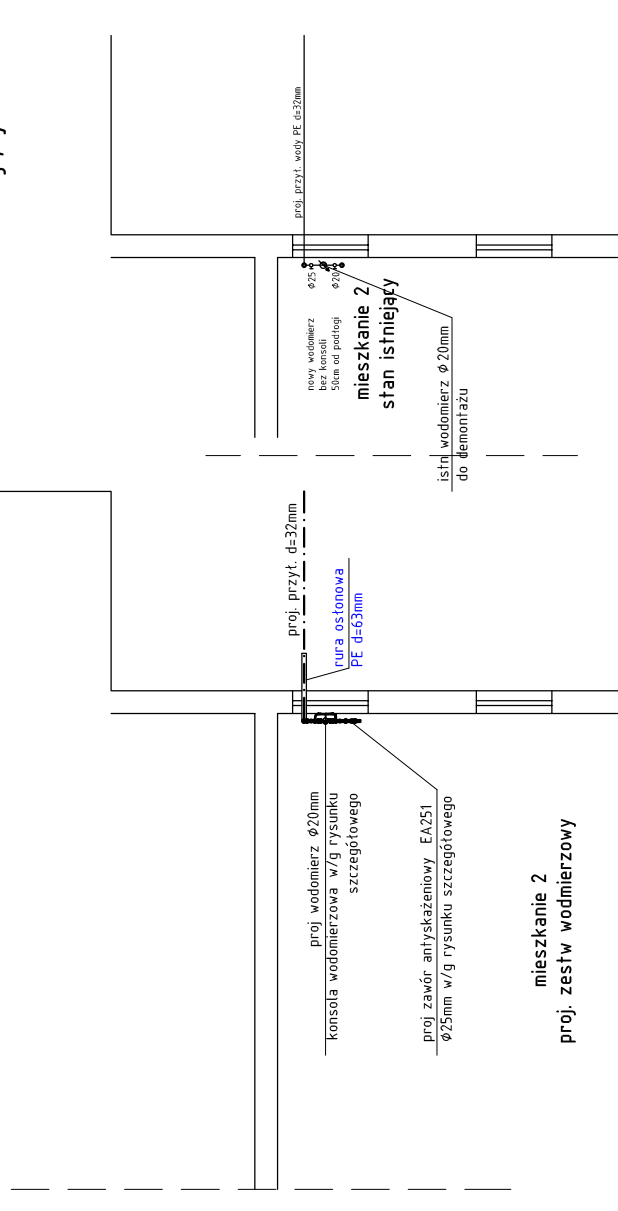 proj. przył. wody PE d=32mm
Φ25
Φ20
nowy wodomierz
bez konsoli
50cm od podłogi
mieszkanie 2
stan istniejący
istn wodomierz Φ20mm
do demontażu
proj. przył. d=32mm
rura osłonowa
PE d=63mm
proj wodomierz Φ20mm
konsola wodomierzowa w/g rysunku
szczegółowego
proj zawór antyskażeniowy EA251
Φ25mm w/g rysunku szczegółowego
mieszkanie 2
proj. zestw wodmierzowy